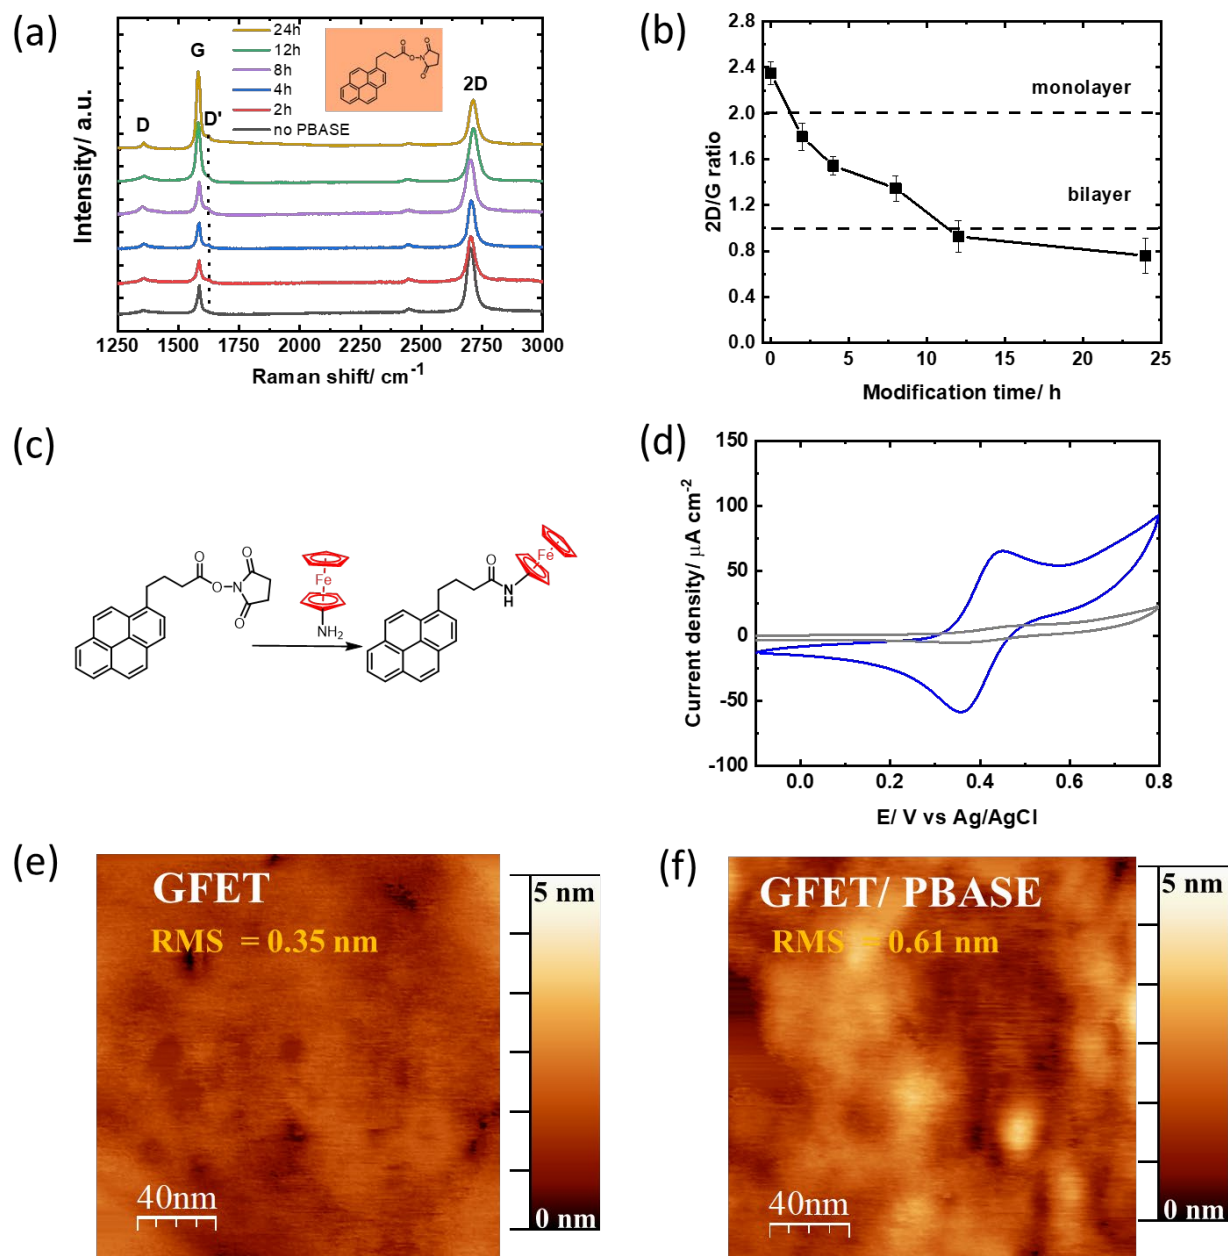 (a)
Intensity/ a.u.
24h
12h
8h
4h
2h
no PBASE
O
O
N
O
O
D
G
D'
2D
1250 1500 1750 2000 2250 2500 2750 3000
Raman shift/ cm-1
(b)
2D/G ratio
2.8
2.4
2.0
1.6
1.2
0.8
0.4
0.0
monolayer
bilayer
0 5 10 15 20 25
Modification time/ h
(c)
O
O
N
O
O
Fe
NH2
O
N
H
Fe
(d)
Current density/ μA cm-2
150
100
50
0
-50
-100
0.0 0.2 0.4 0.6 0.8
E/ V vs Ag/AgCl
(e)
GFET
RMS = 0.35 nm
40nm
5 nm
0 nm
(f)
GFET/ PBASE
RMS = 0.61 nm
40nm
5 nm
0 nm